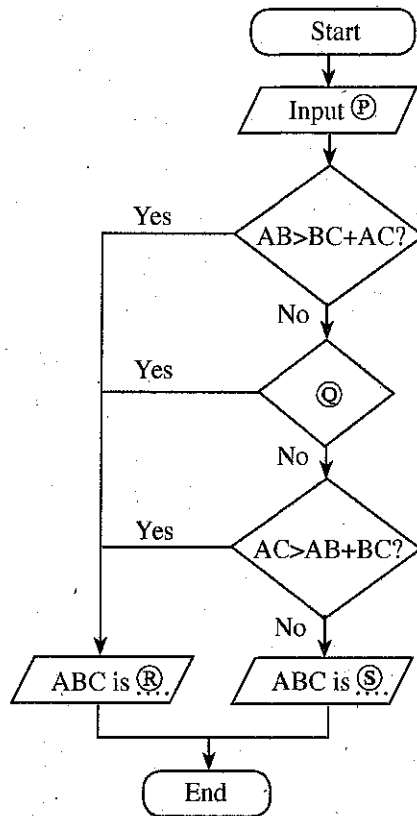 Start
Input Ⓟ
Yes
AB>BC+AC?
No
Yes
Ⓠ
No
Yes
AC>AB+BC?
No
ABC is Ⓡ....
ABC is Ⓢ....
End